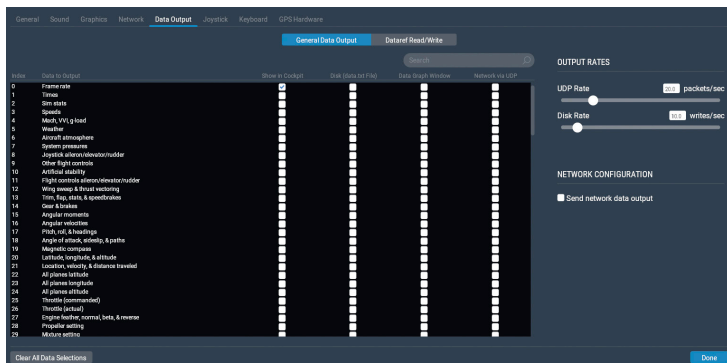 General Sound Graphics Network Data Output Joystick Keyboard GPS Hardware
General Data Output Dataref Read/Write
Search
Index Data to Output Show in Cockpit Disk (data.txt File) Data Graph Window Network via UDP
0 Frame rate
1 Times
2 Sim stats
3 Speeds
4 Mach, VVI, g-load
5 Weather
6 Aircraft atmosphere
7 System pressures
8 Joystick aileron/elevator/rudder
9 Other flight controls
10 Artificial stability
11 Flight controls aileron/elevator/rudder
12 Wing sweep & thrust vectoring
13 Trim, flap, stats, & speedbrakes
14 Gear & brakes
15 Angular moments
16 Angular velocities
17 Pitch, roll, & headings
18 Angle of attack, sideslip, & paths
19 Magnetic compass
20 Latitude, longitude, & altitude
21 Location, velocity, & distance traveled
22 All planes latitude
23 All planes longitude
24 All planes altitude
25 Throttle (commanded)
26 Throttle (actual)
27 Engine feather, normal, beta, & reverse
28 Propeller setting
29 Mixture setting
OUTPUT RATES
UDP Rate 20.0 packets/sec
Disk Rate 10.0 writes/sec
NETWORK CONFIGURATION
Send network data output
Clear All Data Selections
Done